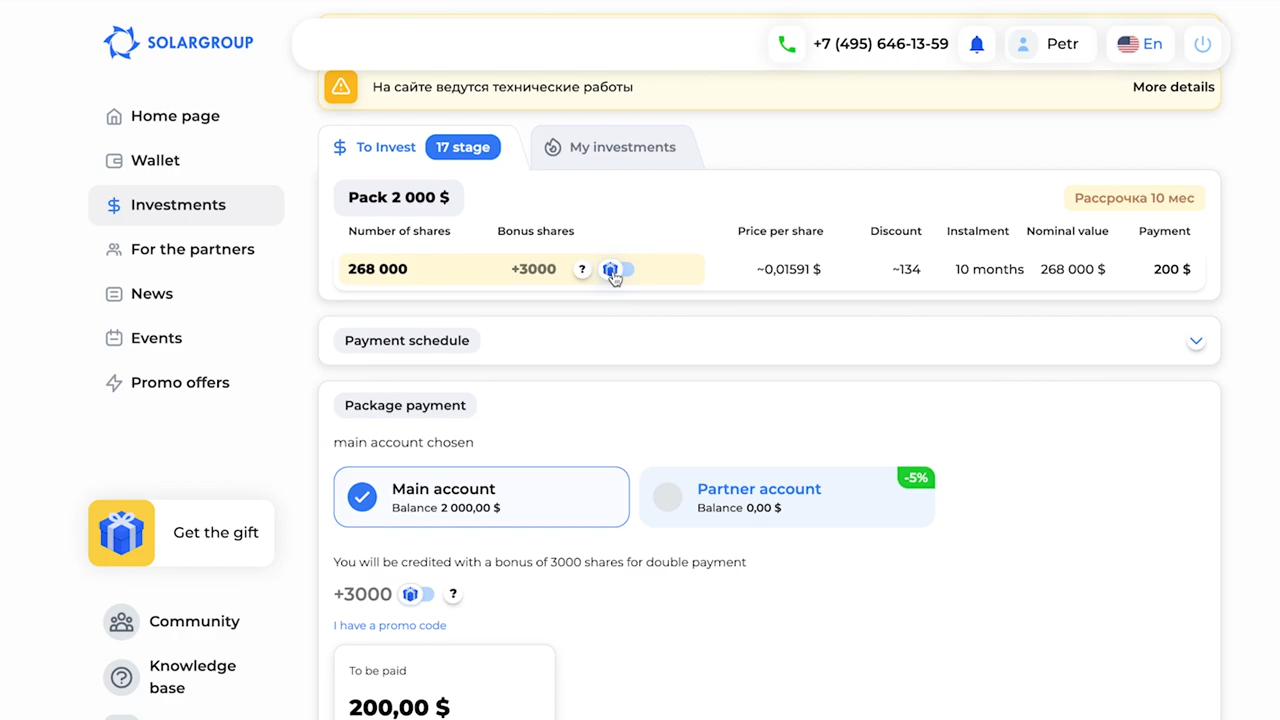 SOLARGROUP
+7 (495) 646-13-59
Petr
En
На сайте ведутся технические работы
More details
Home page
Wallet
Investments
For the partners
News
Events
Promo offers
Get the gift
Community
Knowledge
base
To Invest
17 stage
My investments
Pack 2 000 $
Рассрочка 10 мес
Number of shares
Bonus shares
Price per share
Discount
Instalment
Nominal value
Payment
268 000
+3000
?
~0,01591 $
~134
10 months
268 000 $
200 $
Payment schedule
Package payment
main account chosen
Main account
Balance 2 000,00 $
Partner account
Balance 0,00 $
-5%
You will be credited with a bonus of 3000 shares for double payment
+3000
?
I have a promo code
To be paid
200,00 $